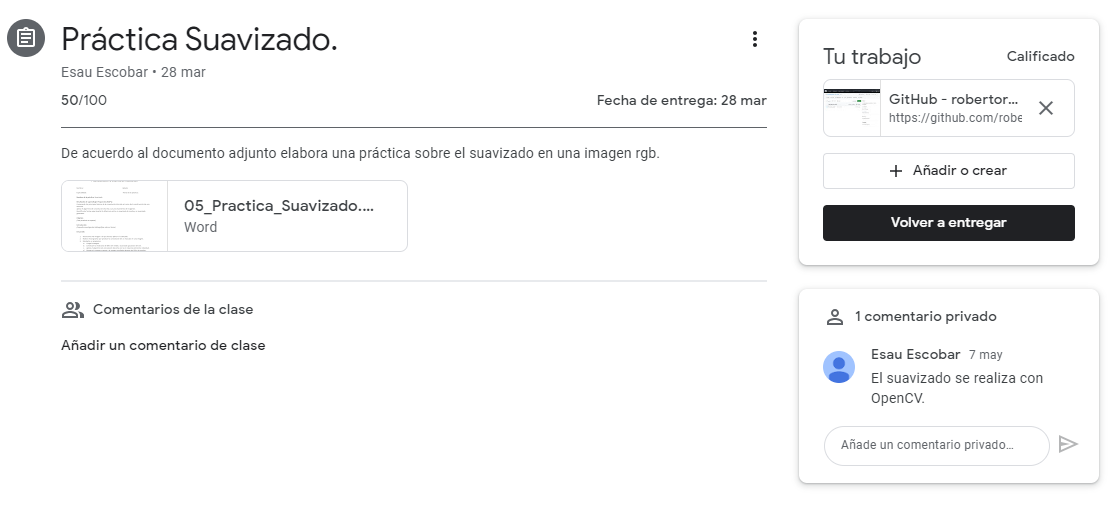 Práctica Suavizado.
Esau Escobar • 28 mar
50/100
Fecha de entrega: 28 mar
De acuerdo al documento adjunto elabora una práctica sobre el suavizado en una imagen rgb.
05_Practica_Suavizado....
Word
Comentarios de la clase
Añadir un comentario de clase
Tu trabajo
Calificado
GitHub - robertor...
https://github.com/robe
Añadir o crear
Volver a entregar
1 comentario privado
Esau Escobar 7 may
El suavizado se realiza con
OpenCV.
Añade un comentario privado...